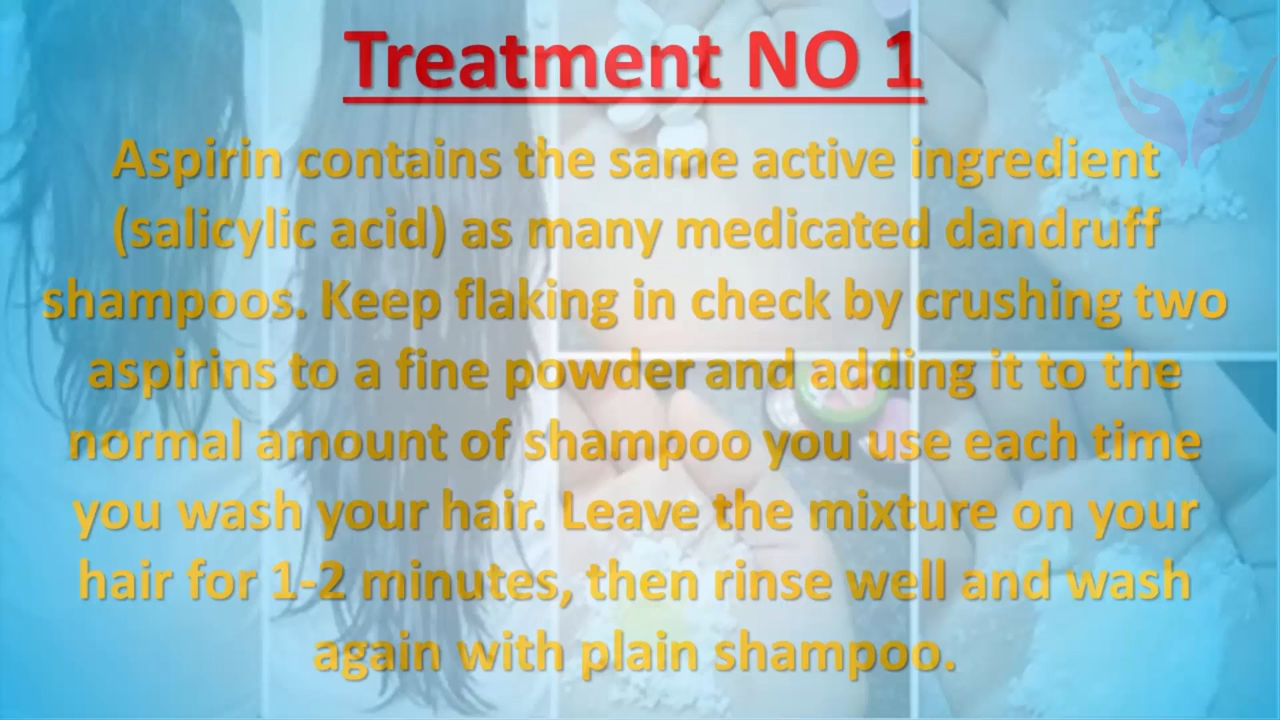 Treatment NO 1
Aspirin contains the same active ingredient
(salicylic acid) as many medicated dandruff
shampoos. Keep flaking in check by crushing two
aspirins to a fine powder and adding it to the
normal amount of shampoo you use each time
you wash your hair. Leave the mixture on your
hair for 1-2 minutes, then rinse well and wash
again with plain shampoo.